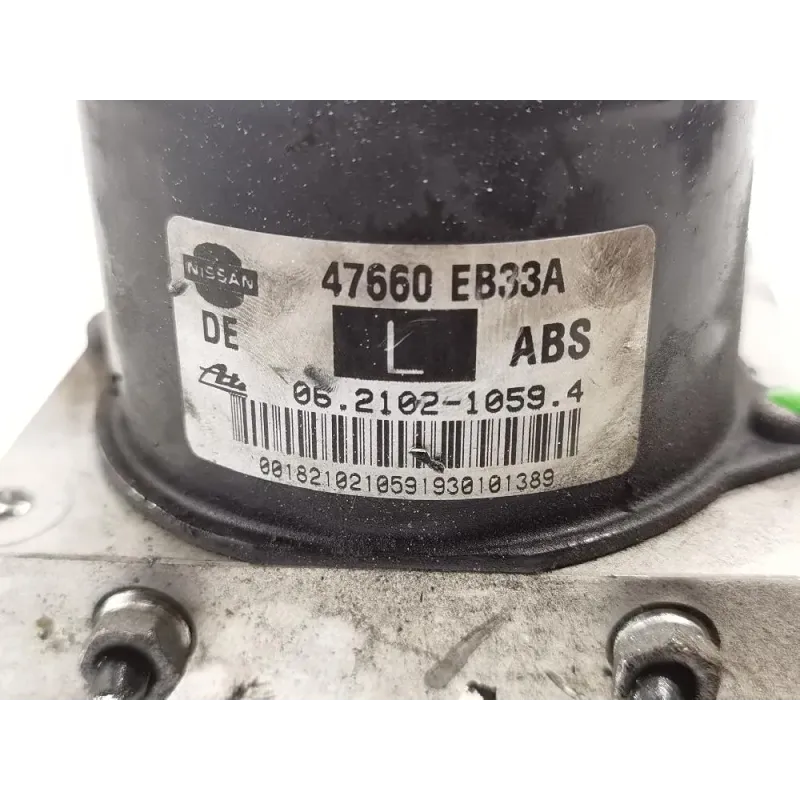 NISSAN
47660 EB33A
DE L ABS
Ate
06.2102-1059.4
00182102105919301013​89